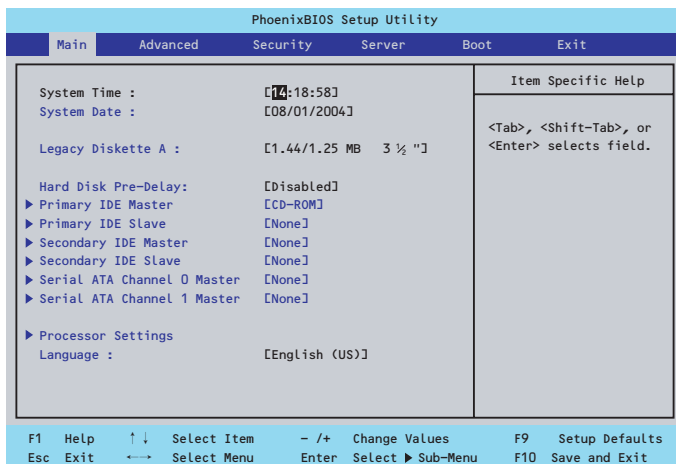 PhoenixBIOS Setup Utility
Main Advanced Security Server Boot Exit
Item Specific Help
System Time : [14:18:58]
System Date : [08/01/2004]
<Tab>, <Shift-Tab>, or
<Enter> selects field.
Legacy Diskette A : [1.44/1.25 MB 3 ½ "]
Hard Disk Pre-Delay: [Disabled]
▶ Primary IDE Master [CD-ROM]
▶ Primary IDE Slave [None]
▶ Secondary IDE Master [None]
▶ Secondary IDE Slave [None]
▶ Serial ATA Channel 0 Master [None]
▶ Serial ATA Channel 1 Master [None]
▶ Processor Settings
Language : [English (US)]
F1 Help ↑↓ Select Item - /+ Change Values F9 Setup Defaults
Esc Exit ←→ Select Menu Enter Select ▶ Sub-Menu F10 Save and Exit